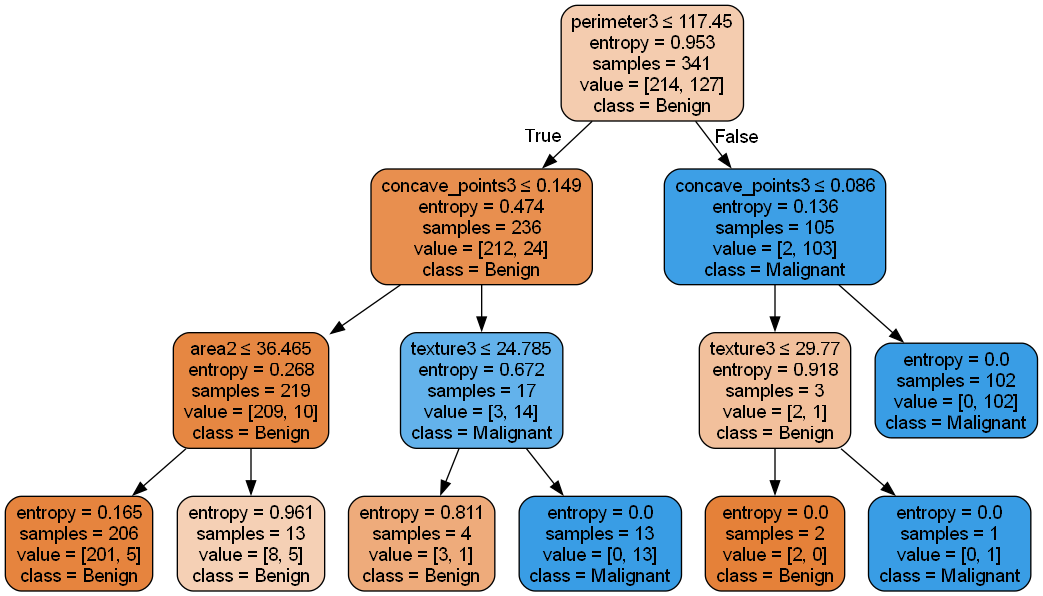 perimeter3 ≤ 117.45
entropy = 0.953
samples = 341
value = [214, 127]
class = Benign
True
False
concave_points3 ≤ 0.149
entropy = 0.474
samples = 236
value = [212, 24]
class = Benign
concave_points3 ≤ 0.086
entropy = 0.136
samples = 105
value = [2, 103]
class = Malignant
area2 ≤ 36.465
entropy = 0.268
samples = 219
value = [209, 10]
class = Benign
texture3 ≤ 24.785
entropy = 0.672
samples = 17
value = [3, 14]
class = Malignant
texture3 ≤ 29.77
entropy = 0.918
samples = 3
value = [2, 1]
class = Benign
entropy = 0.0
samples = 102
value = [0, 102]
class = Malignant
entropy = 0.165
samples = 206
value = [201, 5]
class = Benign
entropy = 0.961
samples = 13
value = [8, 5]
class = Benign
entropy = 0.811
samples = 4
value = [3, 1]
class = Benign
entropy = 0.0
samples = 13
value = [0, 13]
class = Malignant
entropy = 0.0
samples = 2
value = [2, 0]
class = Benign
entropy = 0.0
samples = 1
value = [0, 1]
class = Malignant